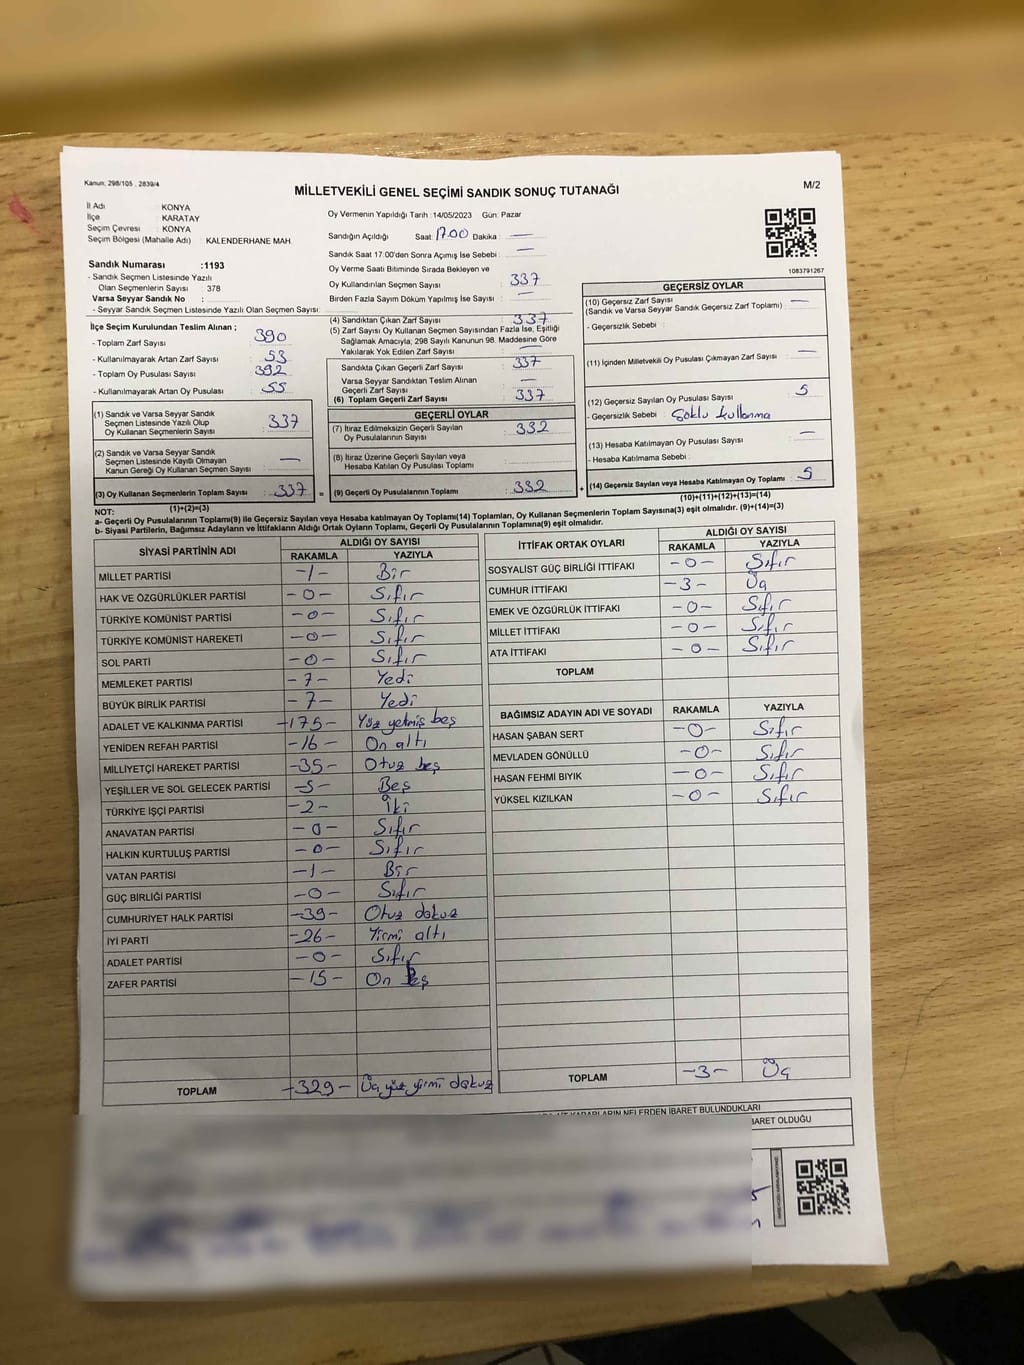 Kanun; 298/105 , 2839/4
MİLLETVEKİLİ GENEL SEÇİMİ SANDIK SONUÇ TUTANAĞI
M/2
İl Adı : KONYA
İlçe : KARATAY
Seçim Çevresi : KONYA
Seçim Bölgesi (Mahalle Adı) : KALENDERHANE MAH.
Sandık Numarası :1193
- Sandık Seçmen Listesinde Yazılı
Olan Seçmenlerin Sayısı : 378
Varsa Seyyar Sandık No :
- Seyyar Sandık Seçmen Listesinde Yazılı Olan Seçmen Sayısı:
Oy Vermenin Yapıldığı Tarih :14/05/2023 Gün: Pazar
Sandığın Açıldığı Saat: 17.00 Dakika : —
Sandık Saat 17.00'den Sonra Açımış İse Sebebi : —
Oy Verme Saati Bitiminde Sırada Bekleyen ve
Oy Kullandırılan Seçmen Sayısı : 337
Birden Fazla Sayım Döküm Yapılmış İse Sayısı : —
1083791267
İlçe Seçim Kurulundan Teslim Alınan ;
- Toplam Zarf Sayısı : 390
- Kullanılmayarak Artan Zarf Sayısı : 53
- Toplam Oy Pusulası Sayısı : 392
- Kullanılmayarak Artan Oy Pusulası : 55
(4) Sandıktan Çıkan Zarf Sayısı : 337
(5) Zarf Sayısı Oy Kullanan Seçmen Sayısından Fazla İse, Eşitliği
Sağlamak Amacıyla, 298 Sayılı Kanunun 98. Maddesine Göre
Yakılarak Yok Edilen Zarf Sayısı : —
Sandıkta Çıkan Geçerli Zarf Sayısı : 337
Varsa Seyyar Sandıktan Teslim Alınan
Geçerli Zarf Sayısı : —
(6) Toplam Geçerli Zarf Sayısı : 337
GEÇERSİZ OYLAR
(10) Geçersiz Zarf Sayısı : —
(Sandık ve Varsa Seyyar Sandık Geçersiz Zarf Toplamı)
- Geçersizlik Sebebi :
(11) İçinden Milletvekili Oy Pusulası Çıkmayan Zarf Sayısı : —
(12) Geçersiz Sayılan Oy Pusulası Sayısı : 5
- Geçersizlik Sebebi : Çoklu kullanma
(13) Hesaba Katılmayan Oy Pusulası Sayısı : —
- Hesaba Katılmama Sebebi :
(14) Geçersiz Sayılan veya Hesaba Katılmayan Oy Toplamı : 5
(10)+(11)+(12)+(13)=(14)
(1) Sandık ve Varsa Seyyar Sandık
Seçmen Listesinde Yazılı Olup
Oy Kullanan Seçmenlerin Sayısı : 337
(2) Sandık ve Varsa Seyyar Sandık
Seçmen Listesinde Kayıtlı Olmayan
Kanun Gereği Oy Kullanan Seçmen Sayısı : —
(3) Oy Kullanan Seçmenlerin Toplam Sayısı : 337 =
(1)+(2)=(3)
GEÇERLİ OYLAR
(7) İtiraz Edilmeksizin Geçerli Sayılan
Oy Pusulalarının Sayısı : 332
(8) İtiraz Üzerine Geçerli Sayılan veya
Hesaba Katılan Oy Pusulası Toplamı :
(9) Geçerli Oy Pusulalarının Toplamı : 332 +
NOT:
a- Geçerli Oy Pusulalarının Toplamı(9) ile Geçersiz Sayılan veya Hesaba katılmayan Oy Toplamı(14) Toplamları, Oy Kullanan Seçmenlerin Toplam Sayısına(3) eşit olmalıdır. (9)+(14)=(3)
b- Siyasi Partilerin, Bağımsız Adayların ve İttifakların Aldığı Ortak Oyların Toplamı, Geçerli Oy Pusulalarının Toplamına(9) eşit olmalıdır.
SİYASİ PARTİNİN ADI ALDIĞI OY SAYISI
RAKAMLA YAZIYLA
MİLLET PARTİSİ -1- Bir
HAK VE ÖZGÜRLÜKLER PARTİSİ -0- Sıfır
TÜRKİYE KOMÜNİST PARTİSİ -0- Sıfır
TÜRKİYE KOMÜNİST HAREKETİ -0- Sıfır
SOL PARTİ -0- Sıfır
MEMLEKET PARTİSİ -7- Yedi
BÜYÜK BİRLİK PARTİSİ -7- Yedi
ADALET VE KALKINMA PARTİSİ -175- Yüz yetmiş beş
YENİDEN REFAH PARTİSİ -16- On altı
MİLLİYETÇİ HAREKET PARTİSİ -35- Otuz beş
YEŞİLLER VE SOL GELECEK PARTİSİ -5- Beş
TÜRKİYE İŞÇİ PARTİSİ -2- İki
ANAVATAN PARTİSİ -0- Sıfır
HALKIN KURTULUŞ PARTİSİ -0- Sıfır
VATAN PARTİSİ -1- Bir
GÜÇ BİRLİĞİ PARTİSİ -0- Sıfır
CUMHURİYET HALK PARTİSİ -39- Otuz dokuz
İYİ PARTİ -26- Yirmi altı
ADALET PARTİSİ -0- Sıfır
ZAFER PARTİSİ -15- On beş
TOPLAM -329- Üç yüz yirmi dokuz
İTTİFAK ORTAK OYLARI ALDIĞI OY SAYISI
RAKAMLA YAZIYLA
SOSYALİST GÜÇ BİRLİĞİ İTTİFAKI -0- Sıfır
CUMHUR İTTİFAKI -3- Üç
EMEK VE ÖZGÜRLÜK İTTİFAKI -0- Sıfır
MİLLET İTTİFAKI -0- Sıfır
ATA İTTİFAKI -0- Sıfır
TOPLAM
BAĞIMSIZ ADAYIN ADI VE SOYADI RAKAMLA YAZIYLA
HASAN ŞABAN SERT -0- Sıfır
MEVLADEN GÖNÜLLÜ -0- Sıfır
HASAN FEHMİ BIYIK -0- Sıfır
YÜKSEL KIZILKAN -0- Sıfır
TOPLAM -3- Üç
KARARLARIN NELERDEN İBARET BULUNDUKLARI
İBARET OLDUĞU